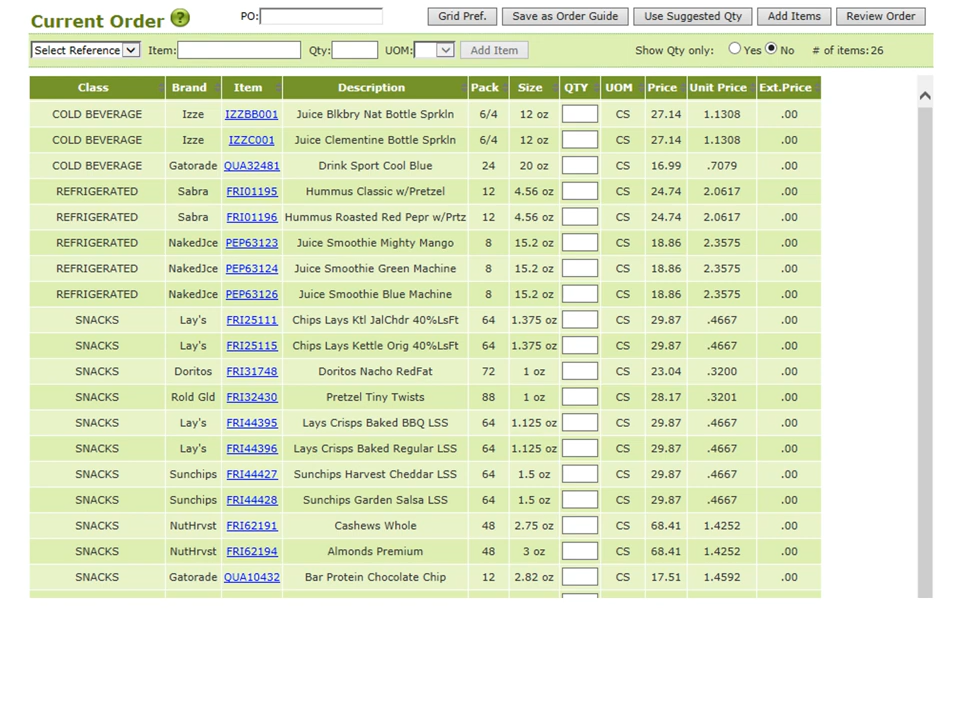 Current Order ? PO: Grid Pref. Save as Order Guide Use Suggested Qty Add Items Review Order
Select Reference Item: Qty: UOM: Add Item Show Qty only: Yes No # of items: 26
Class Brand Item Description Pack Size QTY UOM Price Unit Price Ext.Price
COLD BEVERAGE Izze IZZBB001 Juice Blkbry Nat Bottle Sprkln 6/4 12 oz CS 27.14 1.1308 .00
COLD BEVERAGE Izze IZZC001 Juice Clementine Bottle Sprkln 6/4 12 oz CS 27.14 1.1308 .00
COLD BEVERAGE Gatorade QUA32481 Drink Sport Cool Blue 24 20 oz CS 16.99 .7079 .00
REFRIGERATED Sabra FRI01195 Hummus Classic w/Pretzel 12 4.56 oz CS 24.74 2.0617 .00
REFRIGERATED Sabra FRI01196 Hummus Roasted Red Pepr w/Prtz 12 4.56 oz CS 24.74 2.0617 .00
REFRIGERATED NakedJce PEP63123 Juice Smoothie Mighty Mango 8 15.2 oz CS 18.86 2.3575 .00
REFRIGERATED NakedJce PEP63124 Juice Smoothie Green Machine 8 15.2 oz CS 18.86 2.3575 .00
REFRIGERATED NakedJce PEP63126 Juice Smoothie Blue Machine 8 15.2 oz CS 18.86 2.3575 .00
SNACKS Lay's FRI25111 Chips Lays Ktl JalChdr 40%LsFt 64 1.375 oz CS 29.87 .4667 .00
SNACKS Lay's FRI25115 Chips Lays Kettle Orig 40%LsFt 64 1.375 oz CS 29.87 .4667 .00
SNACKS Doritos FRI31748 Doritos Nacho RedFat 72 1 oz CS 23.04 .3200 .00
SNACKS Rold Gld FRI32430 Pretzel Tiny Twists 88 1 oz CS 28.17 .3201 .00
SNACKS Lay's FRI44395 Lays Crisps Baked BBQ LSS 64 1.125 oz CS 29.87 .4667 .00
SNACKS Lay's FRI44396 Lays Crisps Baked Regular LSS 64 1.125 oz CS 29.87 .4667 .00
SNACKS Sunchips FRI44427 Sunchips Harvest Cheddar LSS 64 1.5 oz CS 29.87 .4667 .00
SNACKS Sunchips FRI44428 Sunchips Garden Salsa LSS 64 1.5 oz CS 29.87 .4667 .00
SNACKS NutHrvst FRI62191 Cashews Whole 48 2.75 oz CS 68.41 1.4252 .00
SNACKS NutHrvst FRI62194 Almonds Premium 48 3 oz CS 68.41 1.4252 .00
SNACKS Gatorade QUA10432 Bar Protein Chocolate Chip 12 2.82 oz CS 17.51 1.4592 .00